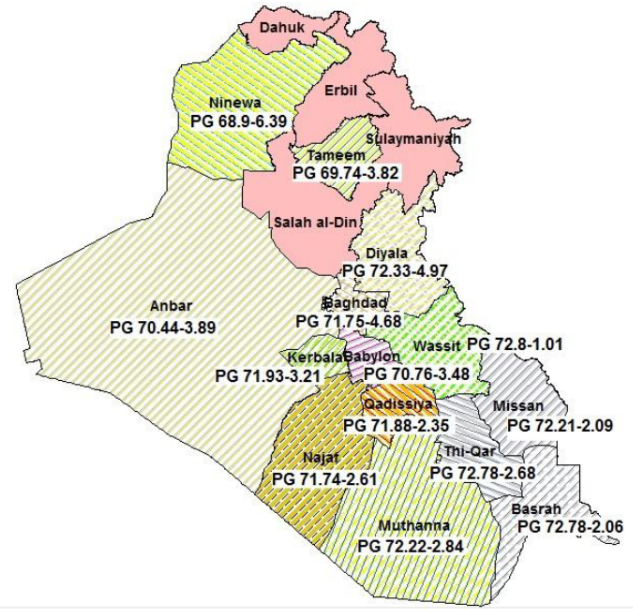 Dahuk
Erbil
Ninewa
PG 68.9-6.39
Sulaymaniyah
Tameem
PG 69.74-3.82
Salah al-Din
Diyala
PG 72.33-4.97
Anbar
PG 70.44-3.89
Baghdad
PG 71.75-4.68
Wassit PG 72.8-1.01
Kerbala
Babylon
PG 71.93-3.21
PG 70.76-3.48
Qadissiya
PG 71.88-2.35
Missan
PG 72.21-2.09
Najaf
PG 71.74-2.61
Thi-Qar
PG 72.78-2.68
Basrah
PG 72.78-2.06
Muthanna
PG 72.22-2.84